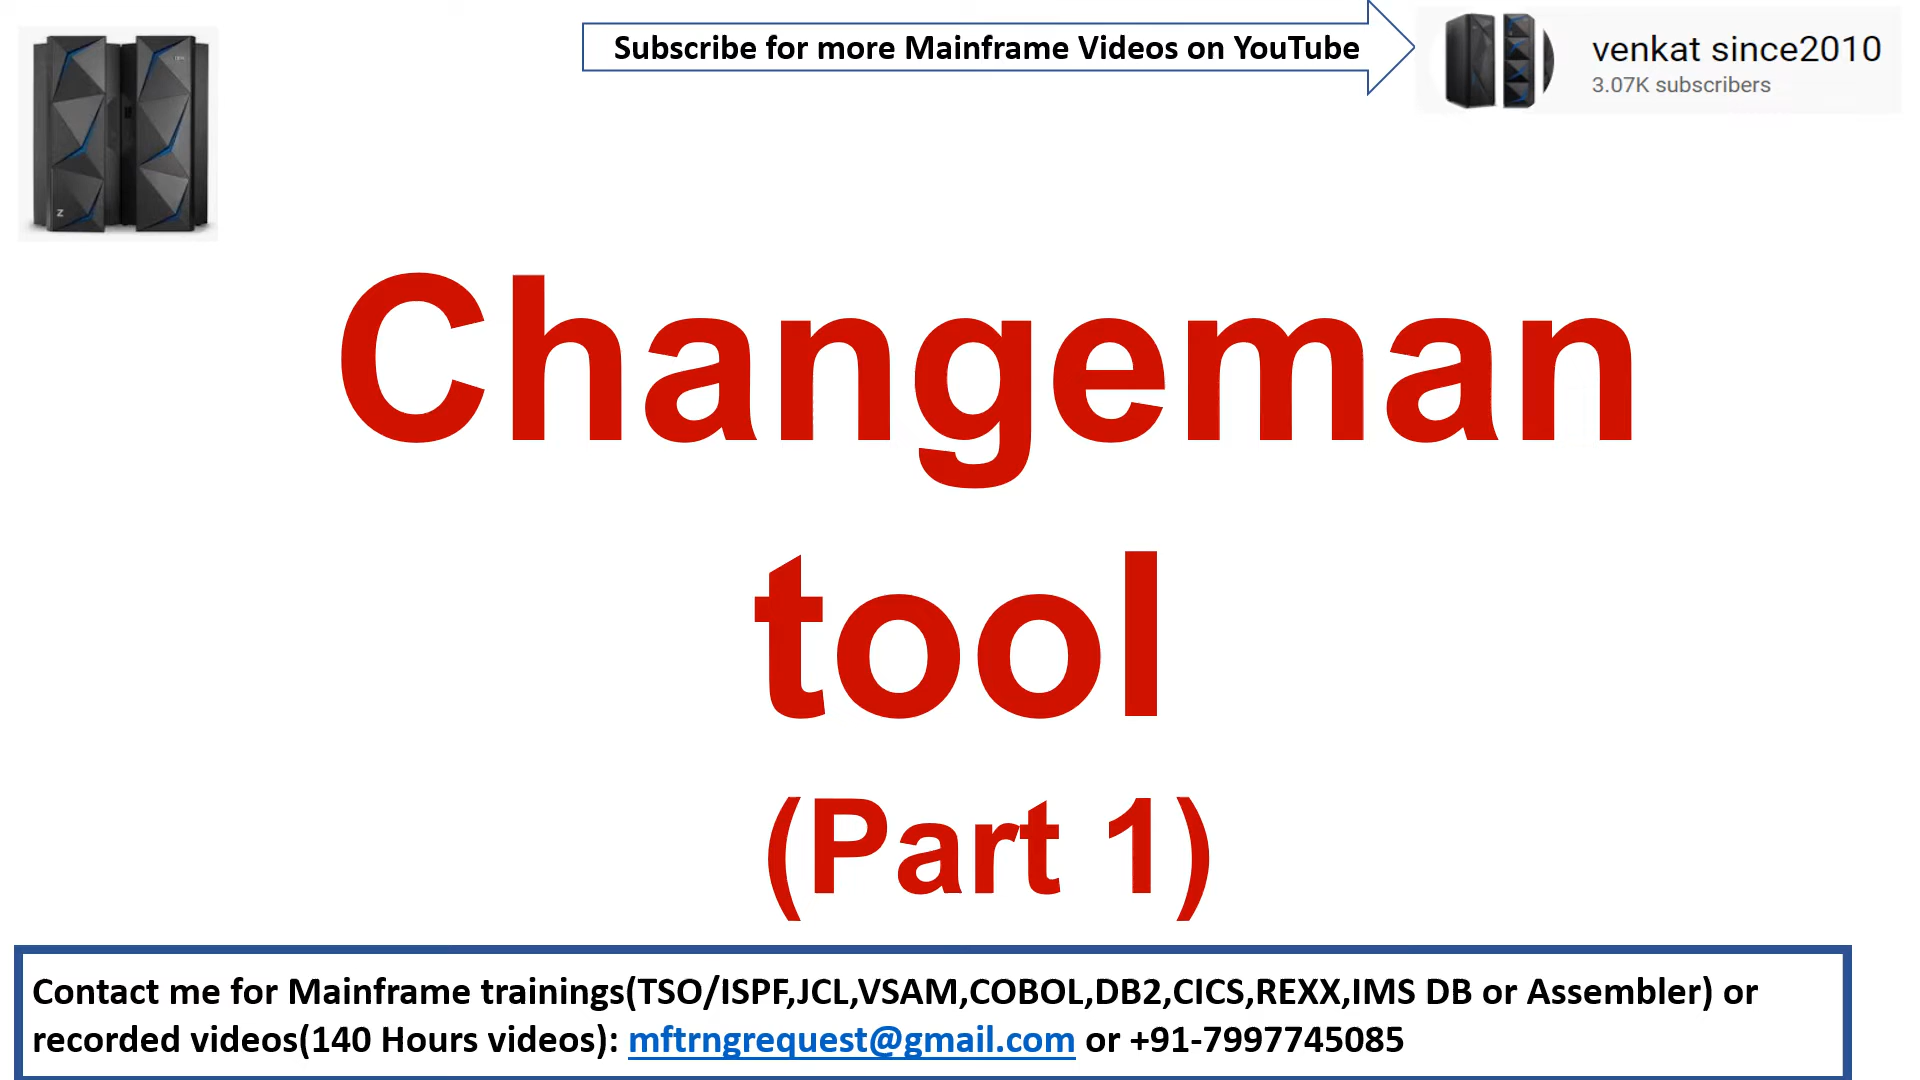 Subscribe for more Mainframe Videos on YouTube
venkat since2010
3.07K subscribers
Z
Changeman
tool
(Part 1)
Contact me for Mainframe trainings(TSO/ISPF,JCL,VSAM,COBOL,DB2,CICS,REXX,IMS DB or Assembler) or
recorded videos(140 Hours videos): mftrngrequest@gmail.com or +91-7997745085